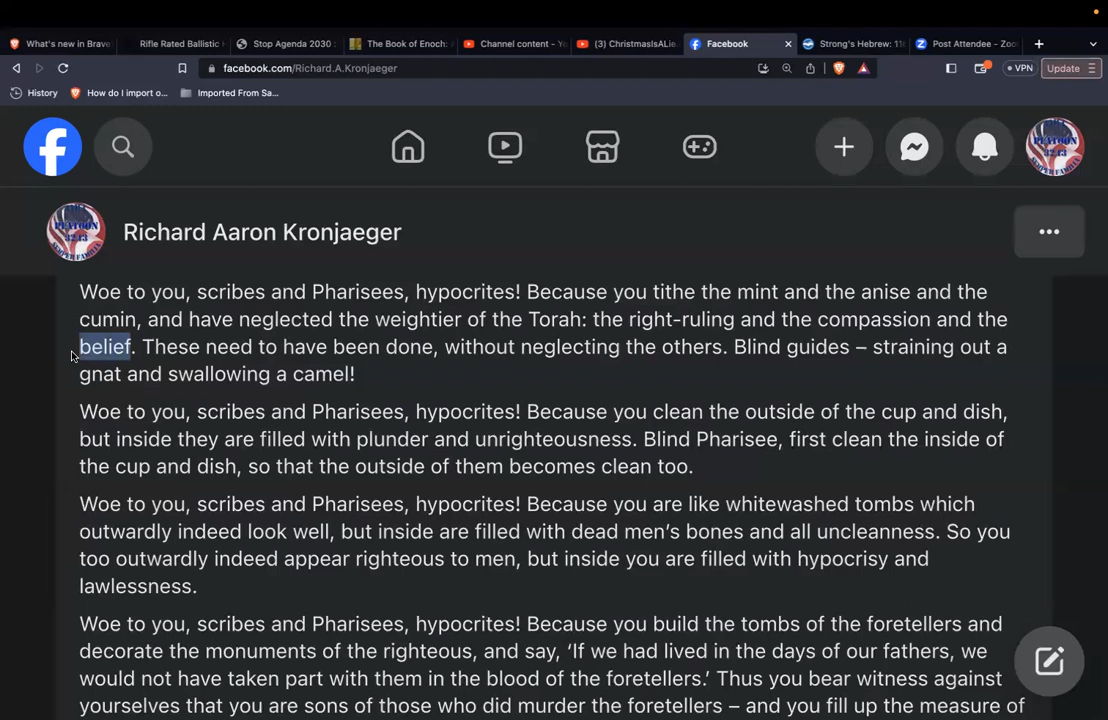 What's new in Brave
Rifle Rated Ballistic
Stop Agenda 2030
The Book of Enoch:
Channel content - Yo
(3) ChristmasIsALie
Facebook
Strong's Hebrew: 11
Post Attendee - Zoo
facebook.com/Richard.A.Kronjaeger
VPN
Update
History
How do I import o...
Imported From Sa...
Richard Aaron Kronjaeger
Woe to you, scribes and Pharisees, hypocrites! Because you tithe the mint and the anise and the
cumin, and have neglected the weightier of the Torah: the right-ruling and the compassion and the
belief. These need to have been done, without neglecting the others. Blind guides – straining out a
gnat and swallowing a camel!
Woe to you, scribes and Pharisees, hypocrites! Because you clean the outside of the cup and dish,
but inside they are filled with plunder and unrighteousness. Blind Pharisee, first clean the inside of
the cup and dish, so that the outside of them becomes clean too.
Woe to you, scribes and Pharisees, hypocrites! Because you are like whitewashed tombs which
outwardly indeed look well, but inside are filled with dead men’s bones and all uncleanness. So you
too outwardly indeed appear righteous to men, but inside you are filled with hypocrisy and
lawlessness.
Woe to you, scribes and Pharisees, hypocrites! Because you build the tombs of the foretellers and
decorate the monuments of the righteous, and say, ‘If we had lived in the days of our fathers, we
would not have taken part with them in the blood of the foretellers.’ Thus you bear witness against
yourselves that you are sons of those who did murder the foretellers – and you fill up the measure of